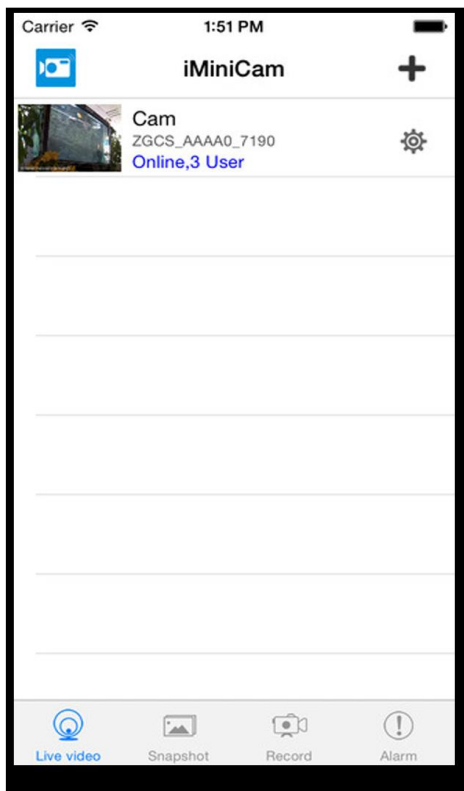 Carrier 1:51 PM
iMiniCam
Cam
ZGCS_AAAA0_7190
Online,3 User
Live video Snapshot Record Alarm